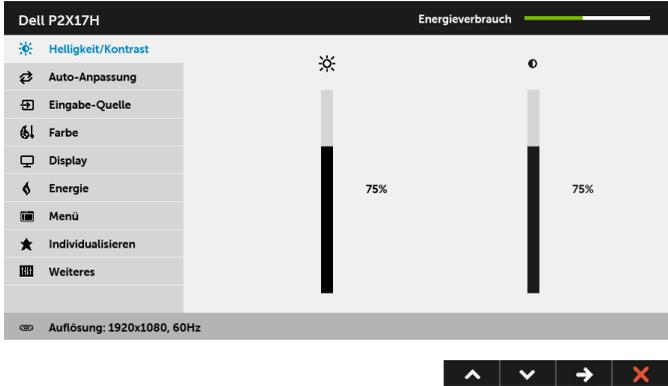 Dell P2X17H
Energieverbrauch
Helligkeit/Kontrast
Auto-Anpassung
Eingabe-Quelle
Farbe
Display
Energie
Menü
Individualisieren
Weiteres
75%
75%
Auflösung: 1920x1080, 60Hz